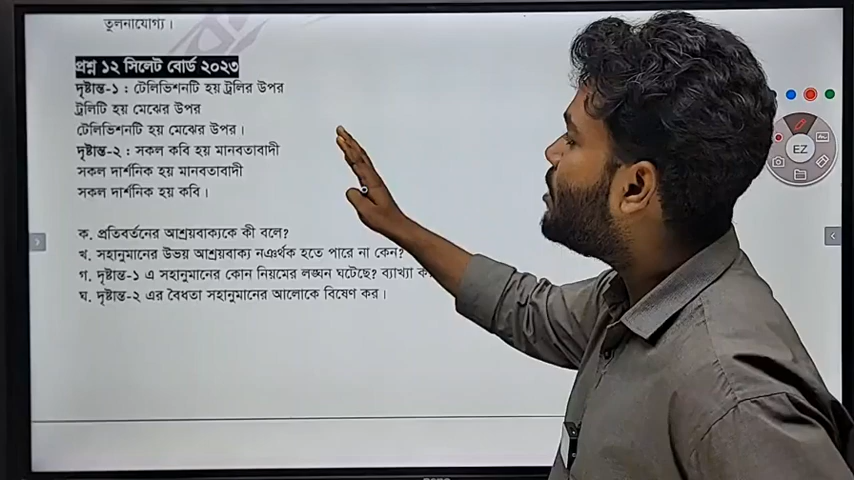 তুলনাযোগ্য।
প্রশ্ন ১২ সিলেট বোর্ড ২০২৩
দৃষ্টান্ত-১ : টেলিভিশনটি হয় ট্রলির উপর
ট্রলিটি হয় মেঝের উপর
টেলিভিশনটি হয় মেঝের উপর।
দৃষ্টান্ত-২ : সকল কবি হয় মানবতাবাদী
সকল দার্শনিক হয় মানবতাবাদী
সকল দার্শনিক হয় কবি।
ক. প্রতিবর্তনের আশ্রয়বাক্যকে কী বলে?
খ. সহানুমানের উভয় আশ্রয়বাক্য নঞর্থক হতে পারে না কেন?
গ. দৃষ্টান্ত-১ এ সহানুমানের কোন নিয়মের লঙ্ঘন ঘটেছে? ব্যাখ্যা
ঘ. দৃষ্টান্ত-২ এর বৈধতা সহানুমানের আলোকে বিষেণ কর।
EZ